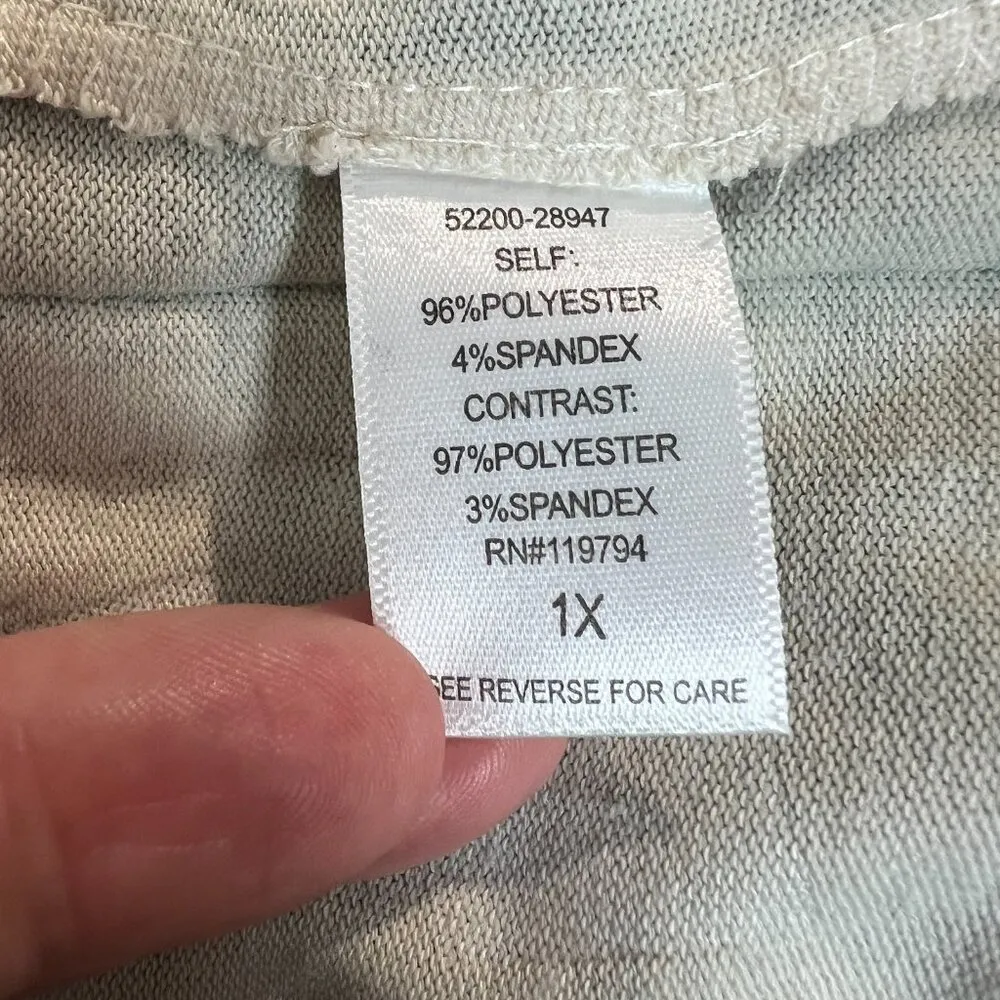 52200-28947
SELF:
96%POLYESTER
4%SPANDEX
CONTRAST:
97%POLYESTER
3%SPANDEX
RN#119794
1X
SEE REVERSE FOR CARE